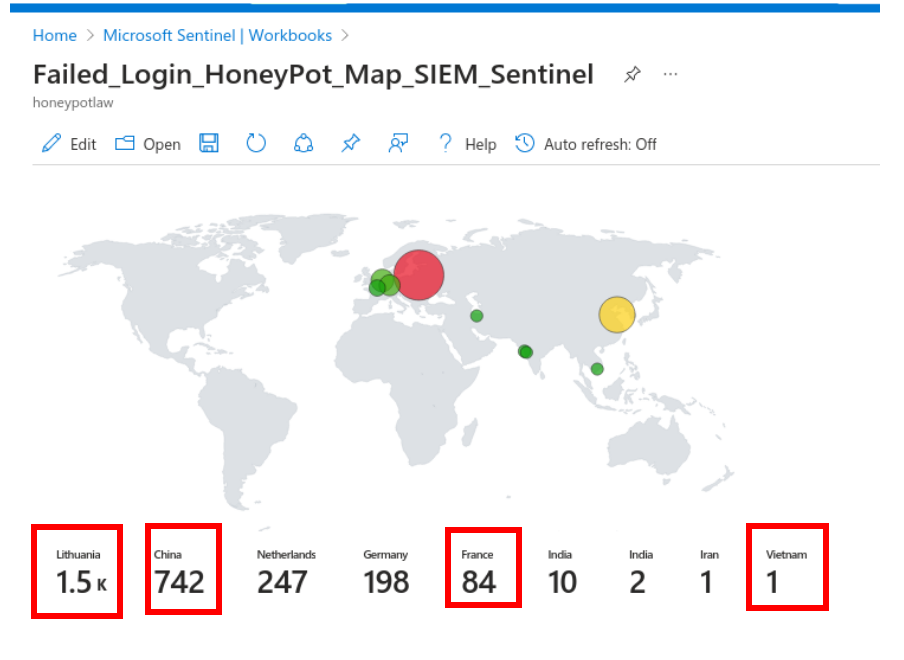 Home > Microsoft Sentinel | Workbooks >
Failed_Login_HoneyPot_Map_SIEM_Sentinel ...
honeypotlaw
Edit Open ? Help Auto refresh: Off
Lithuania China Netherlands Germany France India India Iran Vietnam
1.5 K 742 247 198 84 10 2 1 1